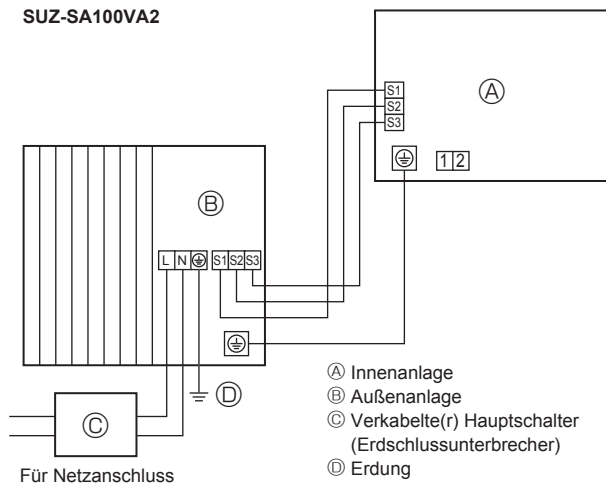 SUZ-SA100VA2
S1
S2
S3
Ⓐ
1 2
Ⓑ
L N S1 S2 S3
Ⓓ
Ⓒ
Für Netzanschluss
Ⓐ Innenanlage
Ⓑ Außenanlage
Ⓒ Verkabelte(r) Hauptschalter
(Erdschlussunterbrecher)
Ⓓ Erdung